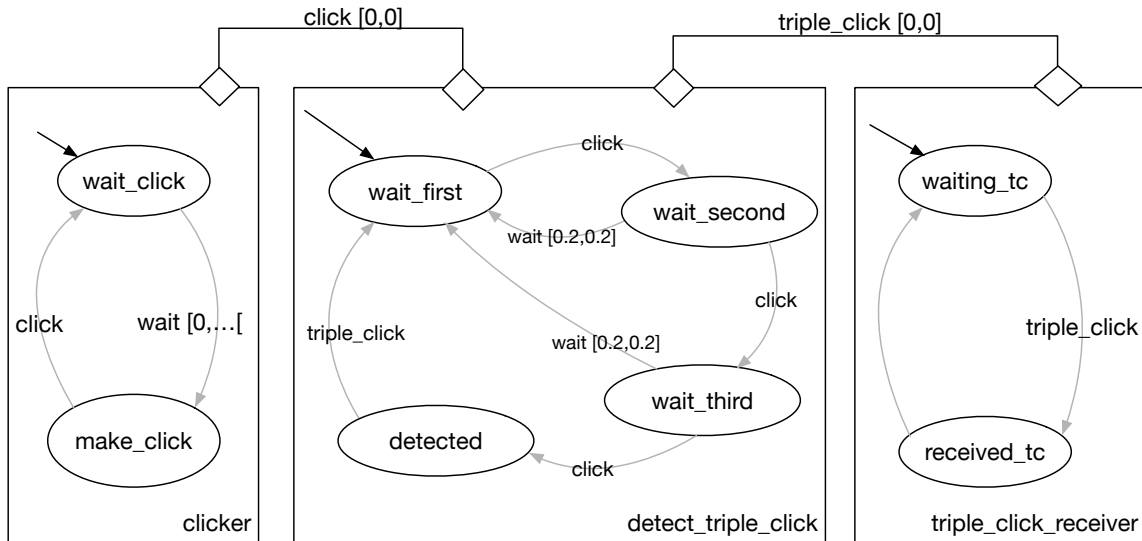 click [0,0]
triple_click [0,0]
wait_click
click
wait [0,...[
make_click
clicker
wait_first
click
wait_second
wait [0.2,0.2]
click
triple_click
wait [0.2,0.2]
wait_third
detected
click
detect_triple_click
waiting_tc
triple_click
received_tc
triple_click_receiver